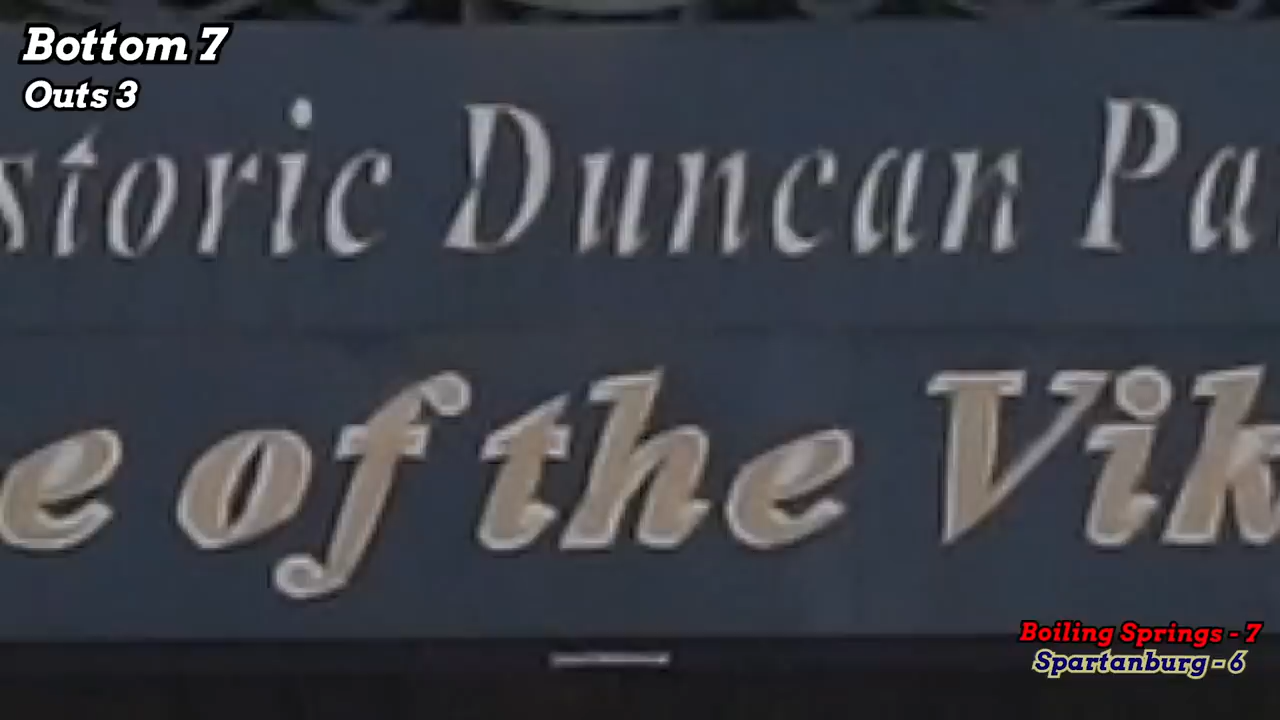 Bottom 7
Outs 3
storic Duncan Pa
e of the Vik
Boiling Springs - 7
Spartanburg - 6